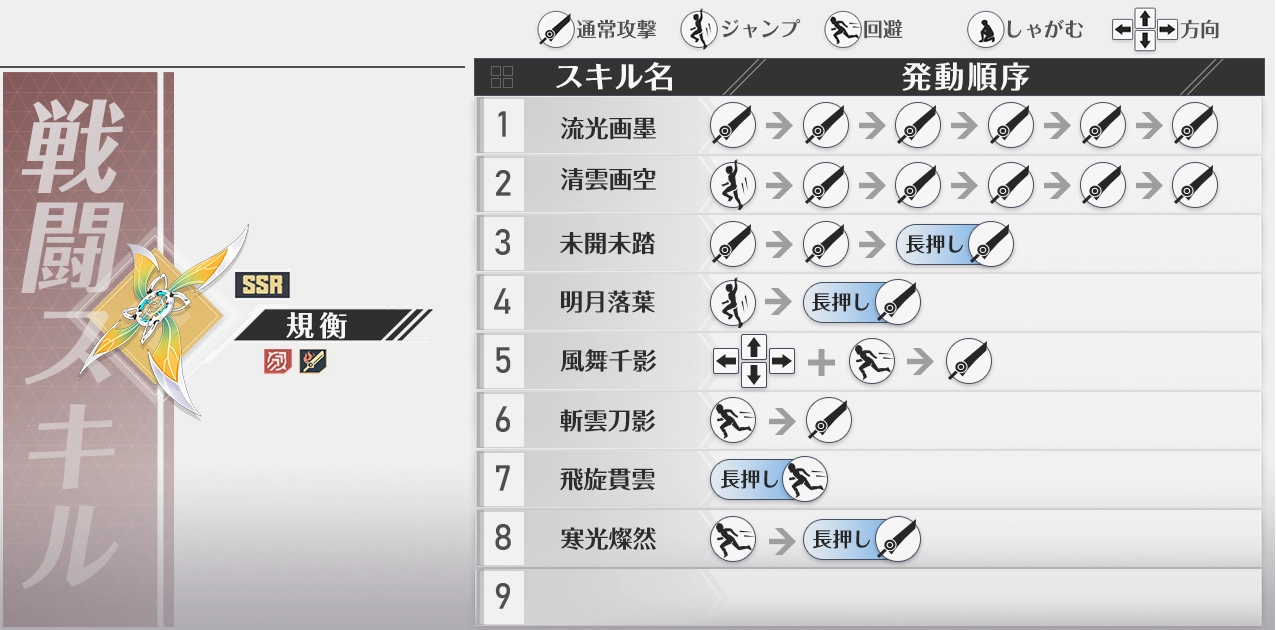 通常攻撃 ジャンプ 回避 しゃがむ 方向
戦闘スキル
SSR
規衡
スキル名 発動順序
1 流光画墨
2 清雲画空
3 未開未踏 長押し
4 明月落葉 長押し
5 風舞千影
6 斬雲刀影
7 飛旋貫雲 長押し
8 寒光燦然 長押し
9